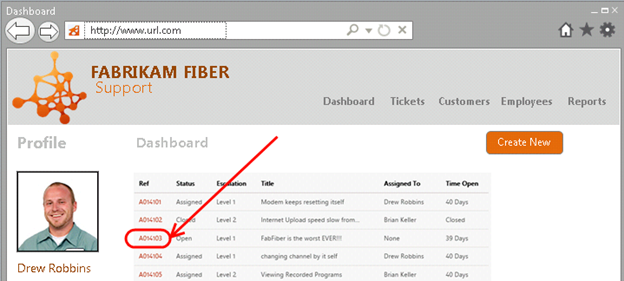 Dashboard
http://www.url.com
FABRIKAM FIBER
Support
Dashboard Tickets Customers Employees Reports
Profile
Dashboard
Create New
Ref Status Escalation Title Assigned To Time Open
A014101 Assigned Level 1 Modem keeps resetting itself Drew Robbins 40 Days
A014102 Closed Level 2 Internet Upload speed slow from... Brian Keller Closed
A014103 Open Level 1 FabFiber is the worst EVER!!! None 39 Days
A014104 Assigned Level 1 changing channel by it self Drew Robbins 40 Days
A014105 Assigned Level 2 Viewing Recorded Programs Brian Keller 40 Days
Drew Robbins